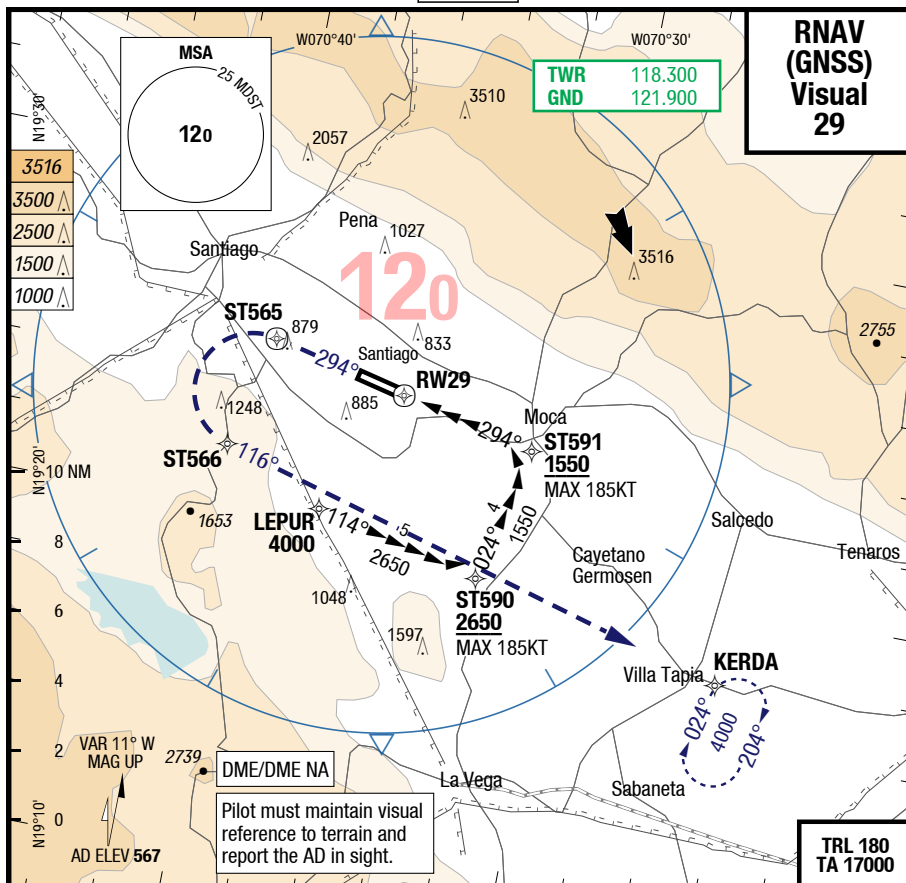 W070°40'
W070°30'
RNAV
(GNSS)
Visual
29
MSA
25 MDST
120
TWR 118.300
GND 121.900
N19°30'
3510
2057
3516
3500
2500
1500
1000
Pena
1027
Santiago
120
3516
ST565
879
833
2755
Santiago
294°
RW29
885
1248
Moca
294°
ST591
1550
MAX 185KT
N19°20'
10 NM
ST566
116°
LEPUR
4000
114°
5
2650
1653
4
024°
1550
Salcedo
Tenaros
Cayetano
Germosen
8
ST590
2650
MAX 185KT
1048
6
1597
KERDA
Villa Tapia
4
024°
4000
204°
VAR 11° W
MAG UP
2739
DME/DME NA
2
La Vega
Sabaneta
Pilot must maintain visual
reference to terrain and
report the AD in sight.
N19°10'
0
AD ELEV 567
TRL 180
TA 17000